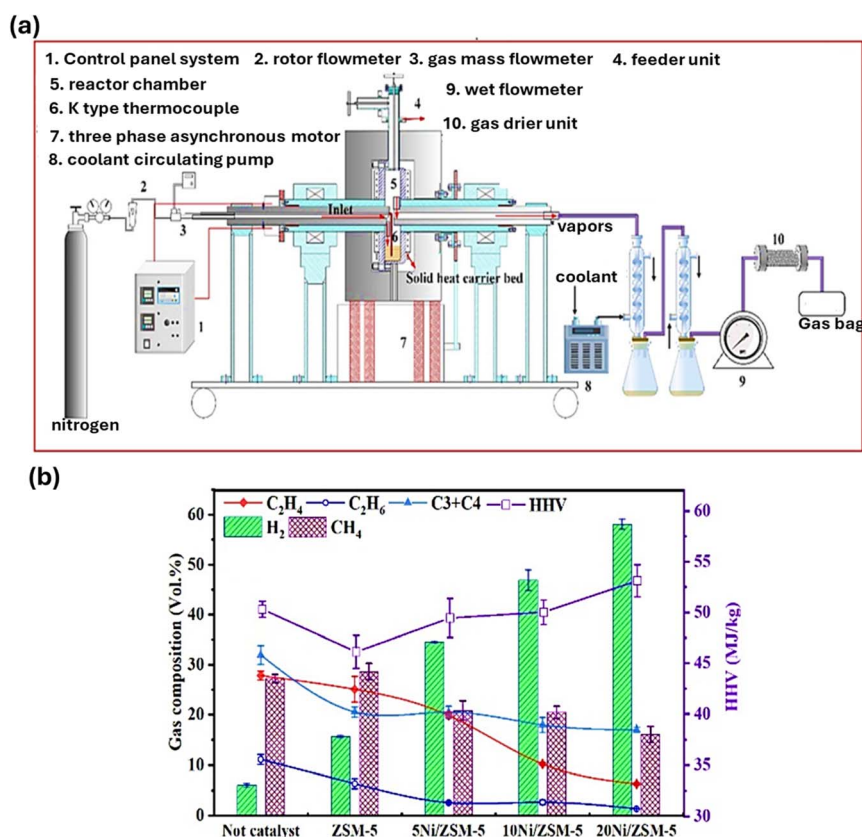 (a)
1. Control panel system 2. rotor flowmeter 3. gas mass flowmeter 4. feeder unit
5. reactor chamber
9. wet flowmeter
6. K type thermocouple
10. gas drier unit
7. three phase asynchronous motor
8. coolant circulating pump
4
2
5
10
3
Inlet
vapors
6
coolant
Solid heat carrier bed
Gas bag
1
7
8
9
nitrogen
(b)
C₂H₄ C₂H₆ C3+C4 HHV
H₂ CH₄
Gas composition (Vol.%)
60
50
40
30
20
10
0
HHV (MJ/kg)
60
55
50
45
40
35
30
Not catalyst ZSM-5 5Ni/ZSM-5 10Ni/ZSM-5 20Ni/ZSM-5